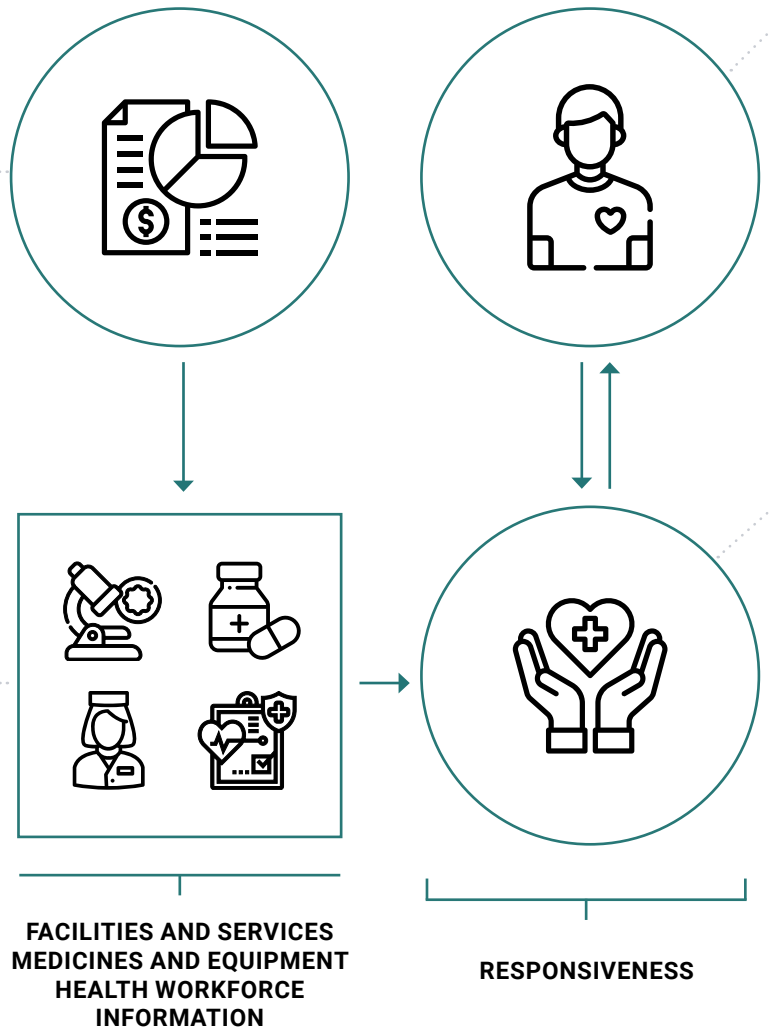 $
FACILITIES AND SERVICES
MEDICINES AND EQUIPMENT
HEALTH WORKFORCE
INFORMATION
RESPONSIVENESS